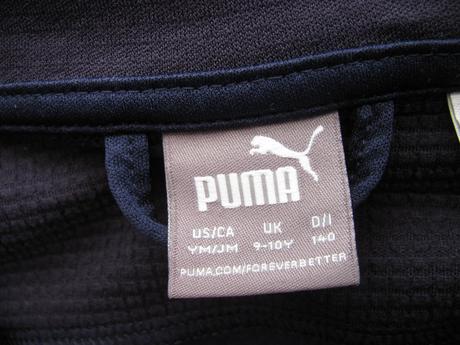 PUMA
US/CA UK D/I
YM/JM 9-10Y 140
PUMA.COM/FOREVERBETTER